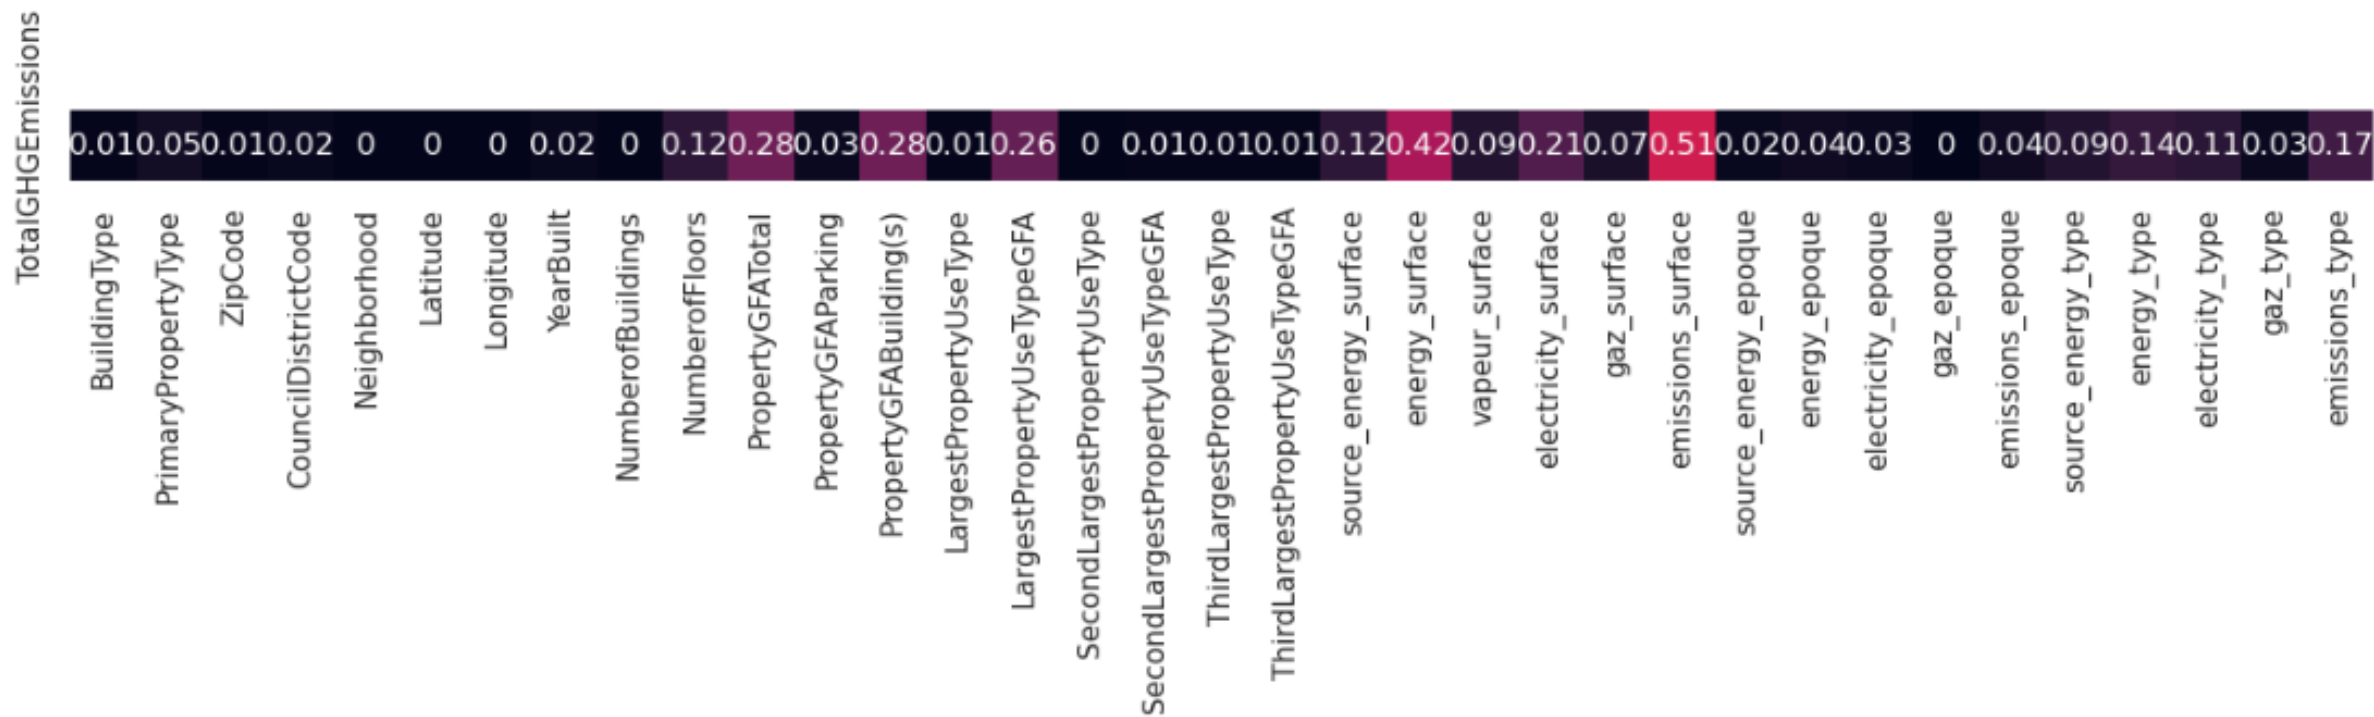 TotalGHGEmissions
0.01 0.05 0.01 0.02 0 0 0 0.02 0 0.12 0.28 0.03 0.28 0.01 0.26 0 0.01 0.01 0.01 0.12 0.42 0.09 0.21 0.07 0.51 0.02 0.04 0.03 0 0.04 0.09 0.14 0.11 0.03 0.17
BuildingType
PrimaryPropertyType
ZipCode
CouncilDistrictCode
Neighborhood
Latitude
Longitude
YearBuilt
NumberofBuildings
NumberofFloors
PropertyGFATotal
PropertyGFAParking
PropertyGFABuilding(s)
LargestPropertyUseType
LargestPropertyUseTypeGFA
SecondLargestPropertyUseType
SecondLargestPropertyUseTypeGFA
ThirdLargestPropertyUseType
ThirdLargestPropertyUseTypeGFA
source_energy_surface
energy_surface
vapeur_surface
electricity_surface
gaz_surface
emissions_surface
source_energy_epoque
energy_epoque
electricity_epoque
gaz_epoque
emissions_epoque
source_energy_type
energy_type
electricity_type
gaz_type
emissions_type